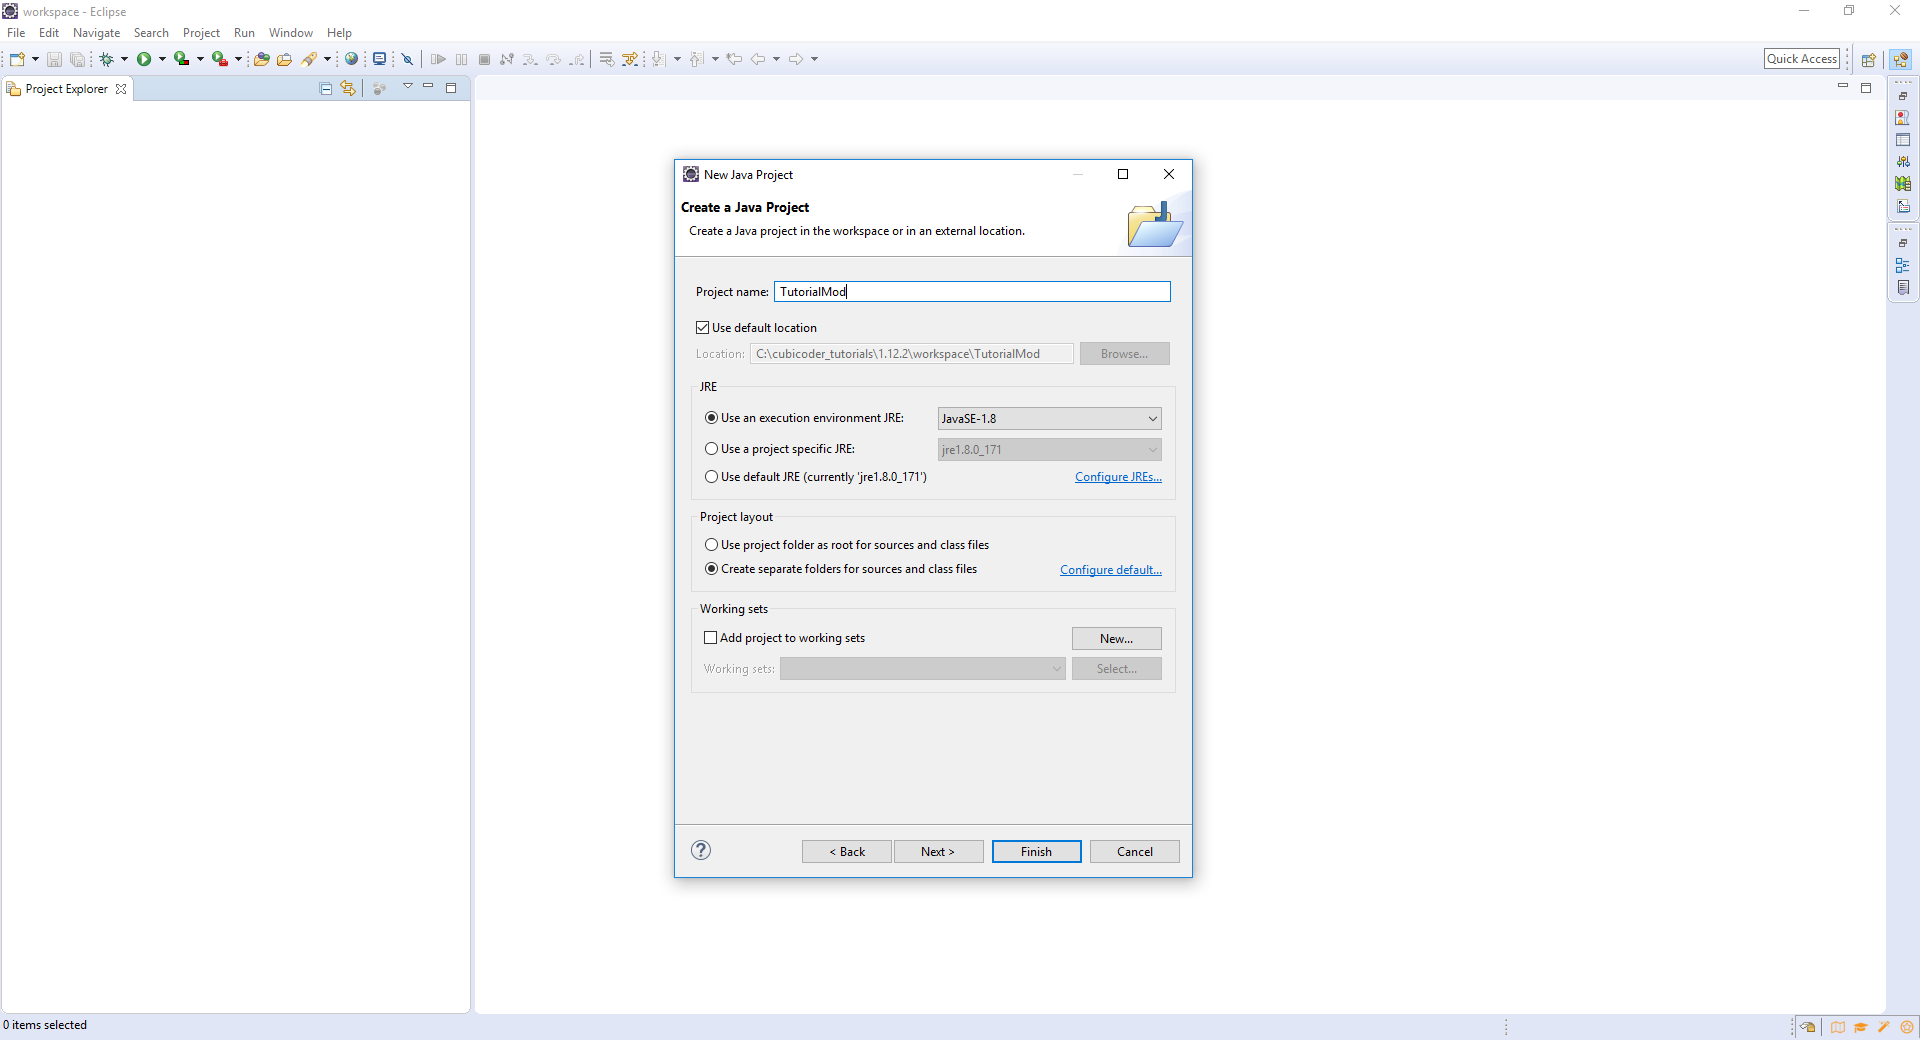 workspace - Eclipse
File Edit Navigate Search Project Run Window Help
Quick Access
Project Explorer
New Java Project
Create a Java Project
Create a Java project in the workspace or in an external location.
Project name: TutorialMod
Use default location
Location: C:\cubicoder_tutorials\1.12.2\workspace\TutorialMod Browse...
JRE
Use an execution environment JRE: JavaSE-1.8
Use a project specific JRE: jre1.8.0_171
Use default JRE (currently 'jre1.8.0_171') Configure JREs...
Project layout
Use project folder as root for sources and class files
Create separate folders for sources and class files Configure default...
Working sets
Add project to working sets New...
Working sets: Select...
? < Back Next > Finish Cancel
0 items selected